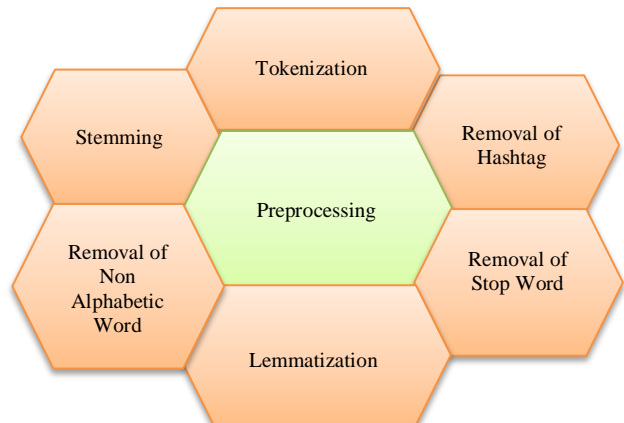 Tokenization
Stemming
Removal of
Hashtag
Preprocessing
Removal of
Non
Alphabetic
Word
Removal of
Stop Word
Lemmatization